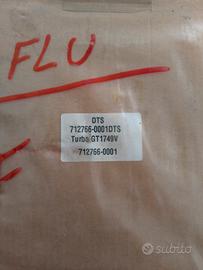 FLU
DTS
712766-0001DTS
Turbo GT1749V
712766-0001
subito